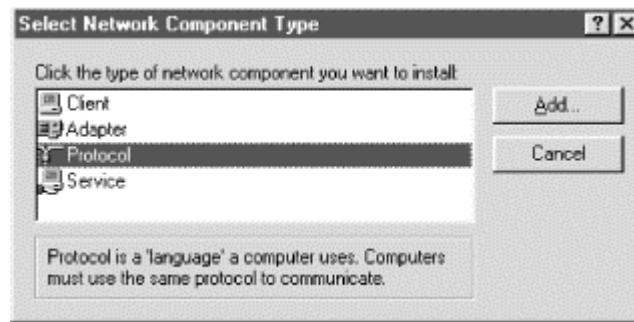 Select Network Component Type
Click the type of network component you want to install:
Client
Add...
Adapter
Protocol
Cancel
Service
Protocol is a 'language' a computer uses. Computers
must use the same protocol to communicate.